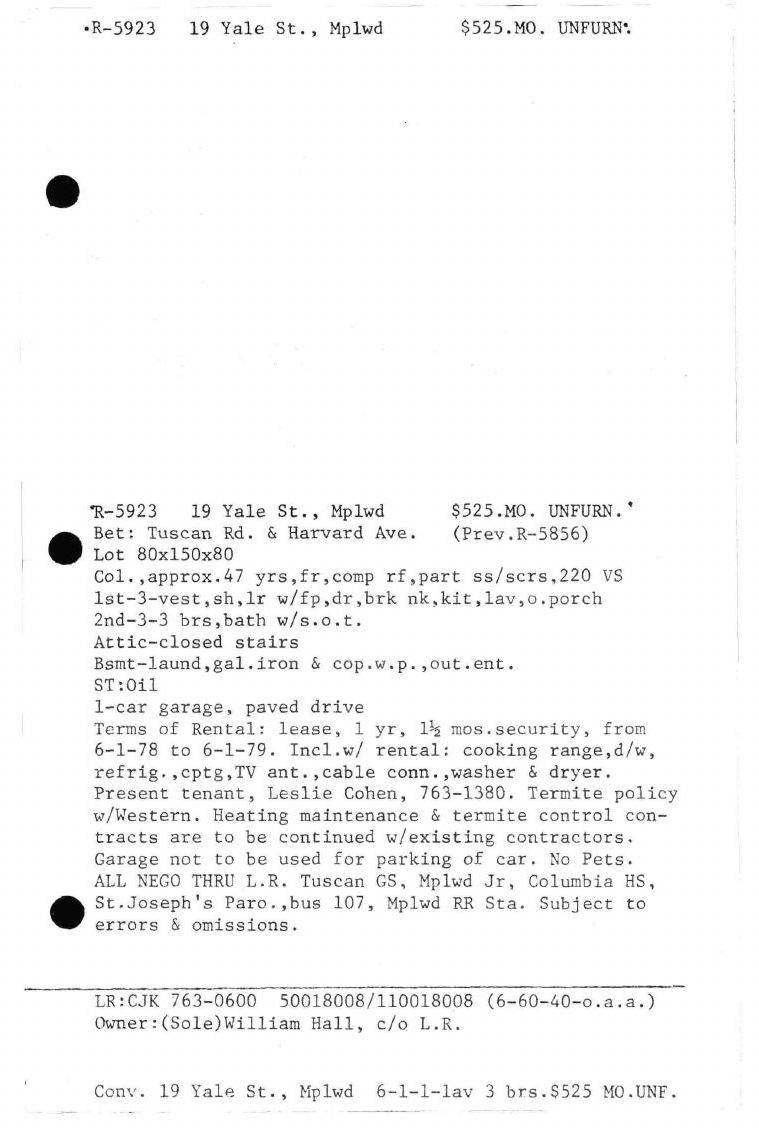 R-5923 19 Yale St., Mplwd $525.MO. UNFURN.
R-5923 19 Yale St., Mplwd $525.MO. UNFURN.
Bet: Tuscan Rd. & Harvard Ave. (Prev.R-5856)
Lot 80x150x80
Col.,approx.47 yrs,fr,comp rf,part ss/scrs,220 VS
1st-3-vest,sh,lr w/fp,dr,brk nk,kit,lav,o.porch
2nd-3-3 brs,bath w/s.o.t.
Attic-closed stairs
Bsmt-laund,gal.iron & cop.w.p.,out.ent.
ST:Oil
1-car garage, paved drive
Terms of Rental: lease, 1 yr, 1½ mos.security, from
6-1-78 to 6-1-79. Incl.w/ rental: cooking range,d/w,
refrig.,cptg,TV ant.,cable conn.,washer & dryer.
Present tenant, Leslie Cohen, 763-1380. Termite policy
w/Western. Heating maintenance & termite control con-
tracts are to be continued w/existing contractors.
Garage not to be used for parking of car. No Pets.
ALL NEGO THRU L.R. Tuscan GS, Mplwd Jr, Columbia HS,
St.Joseph's Paro.,bus 107, Mplwd RR Sta. Subject to
errors & omissions.
LR:CJK 763-0600 50018008/110018008 (6-60-40-o.a.a.)
Owner:(Sole)William Hall, c/o L.R.
Conv. 19 Yale St., Mplwd 6-1-1-lav 3 brs.$525 MO.UNF.